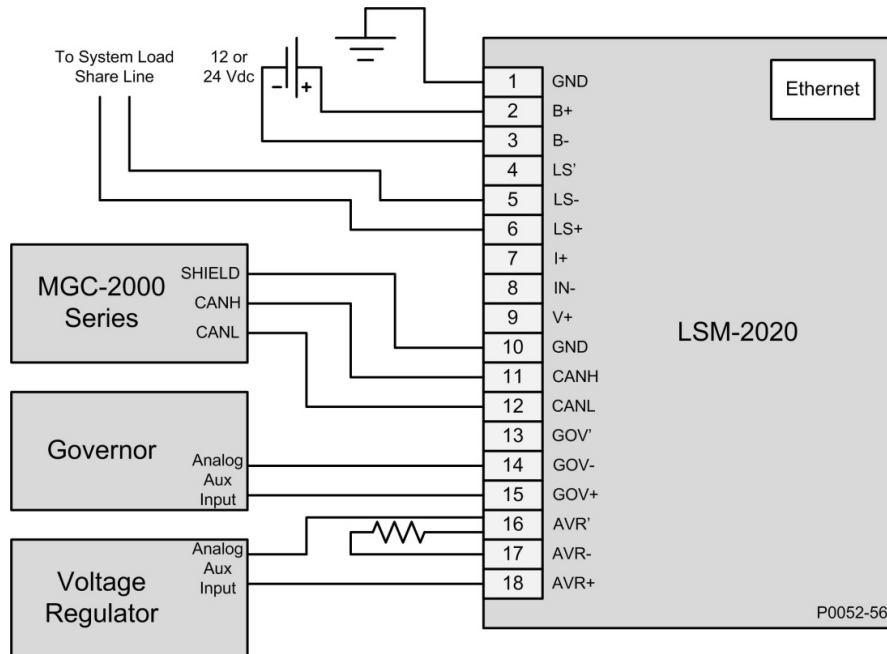 To System Load
Share Line
12 or
24 Vdc
− +
Ethernet
1 GND
2 B+
3 B-
4 LS’
5 LS-
6 LS+
7 I+
8 IN-
9 V+
10 GND
11 CANH
12 CANL
13 GOV’
14 GOV-
15 GOV+
16 AVR’
17 AVR-
18 AVR+
LSM-2020
MGC-2000
Series
SHIELD
CANH
CANL
Governor
Analog
Aux
Input
Voltage
Regulator
Analog
Aux
Input
P0052-56